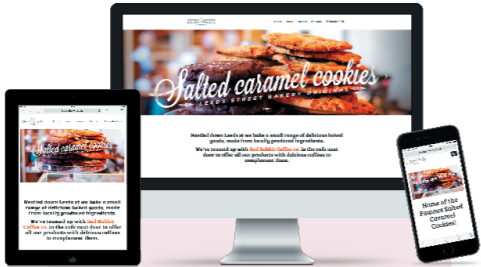 Salted caramel cookies
LEEDS STREET BAKERY ORIGINAL
Nestled down Leeds st we bake a small range of delicious baked
goods, made from locally produced ingredients.
We're teamed up with Red Rabbit Coffee co. in the cafe next
door to offer all our products with delicious coffees to
complement them.
Salted caramel cookies
Nestled down Leeds st we bake a small
range of delicious baked goods, made
from locally produced ingredients.
We're teamed up with Red Rabbit
Coffee co. in the cafe next door to offer
all our products with delicious coffees
to complement them.
Home of the
Famous Salted
Caramel
Cookies!